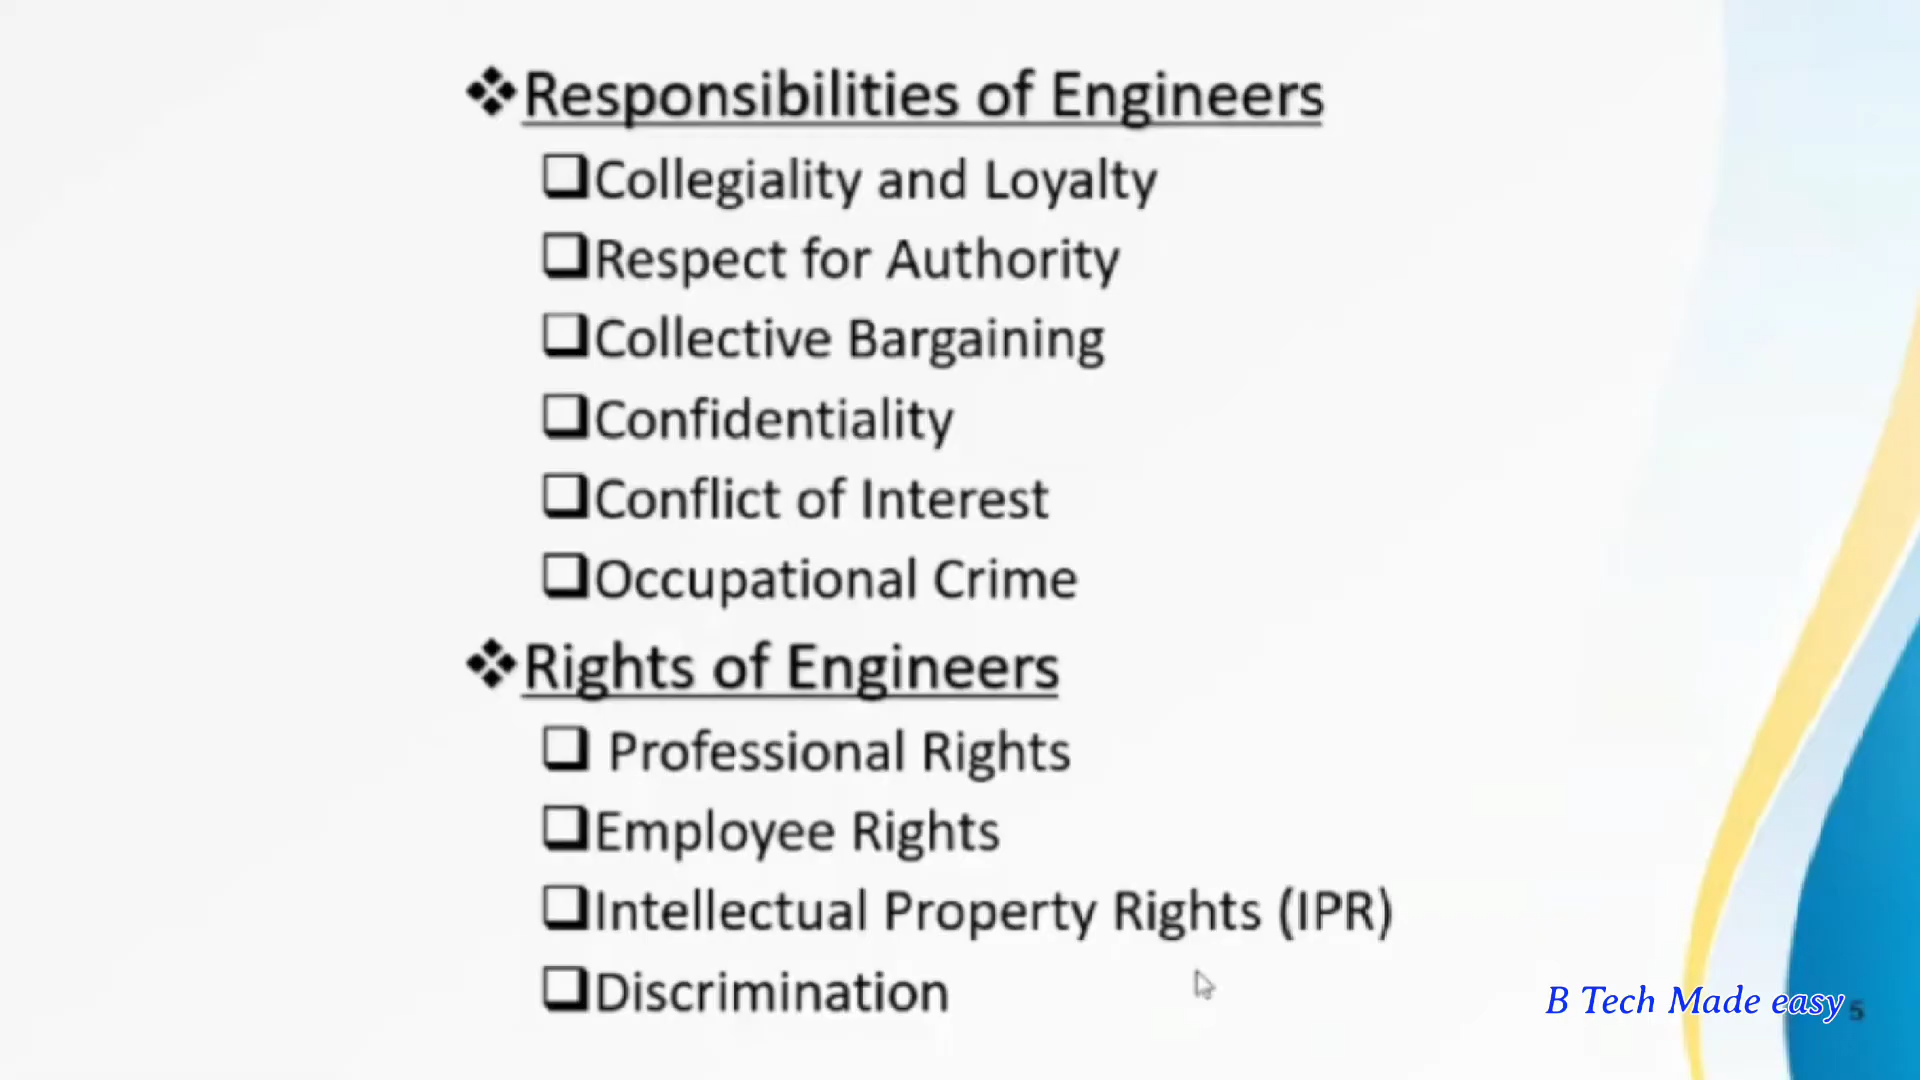 Responsibilities of Engineers
Collegiality and Loyalty
Respect for Authority
Collective Bargaining
Confidentiality
Conflict of Interest
Occupational Crime
Rights of Engineers
Professional Rights
Employee Rights
Intellectual Property Rights (IPR)
Discrimination
B Tech Made easy 5